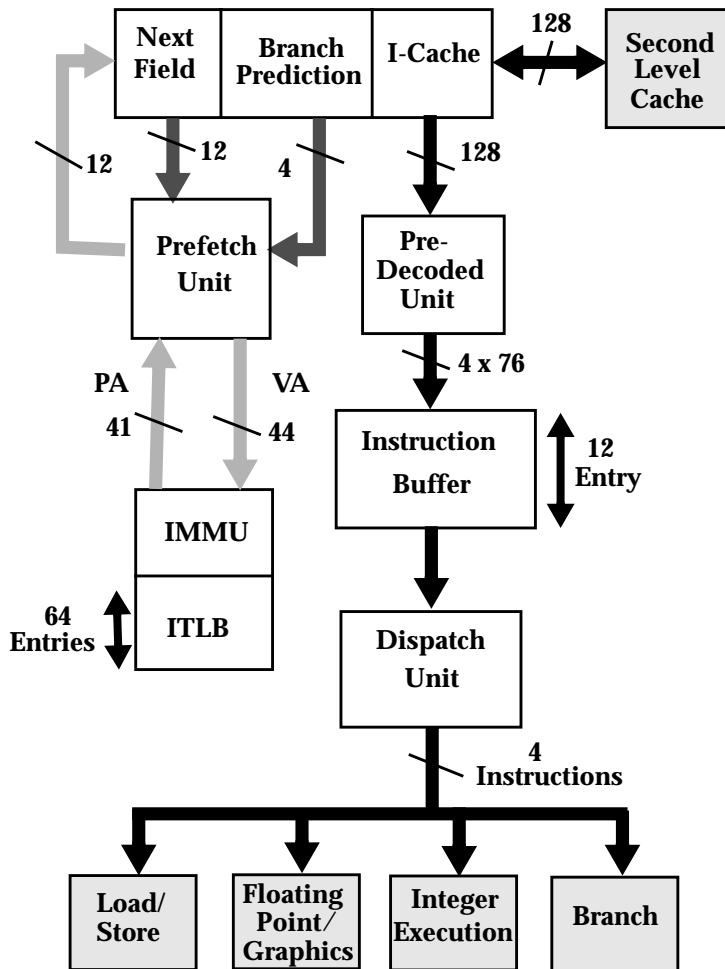 Next
Field
Branch
Prediction
I-Cache
128
Second
Level
Cache
12
12
4
128
Prefetch
Unit
Pre-
Decoded
Unit
PA
VA
41
44
4 x 76
Instruction
Buffer
12
Entry
IMMU
ITLB
64
Entries
Dispatch
Unit
4
Instructions
Load/
Store
Floating
Point/
Graphics
Integer
Execution
Branch